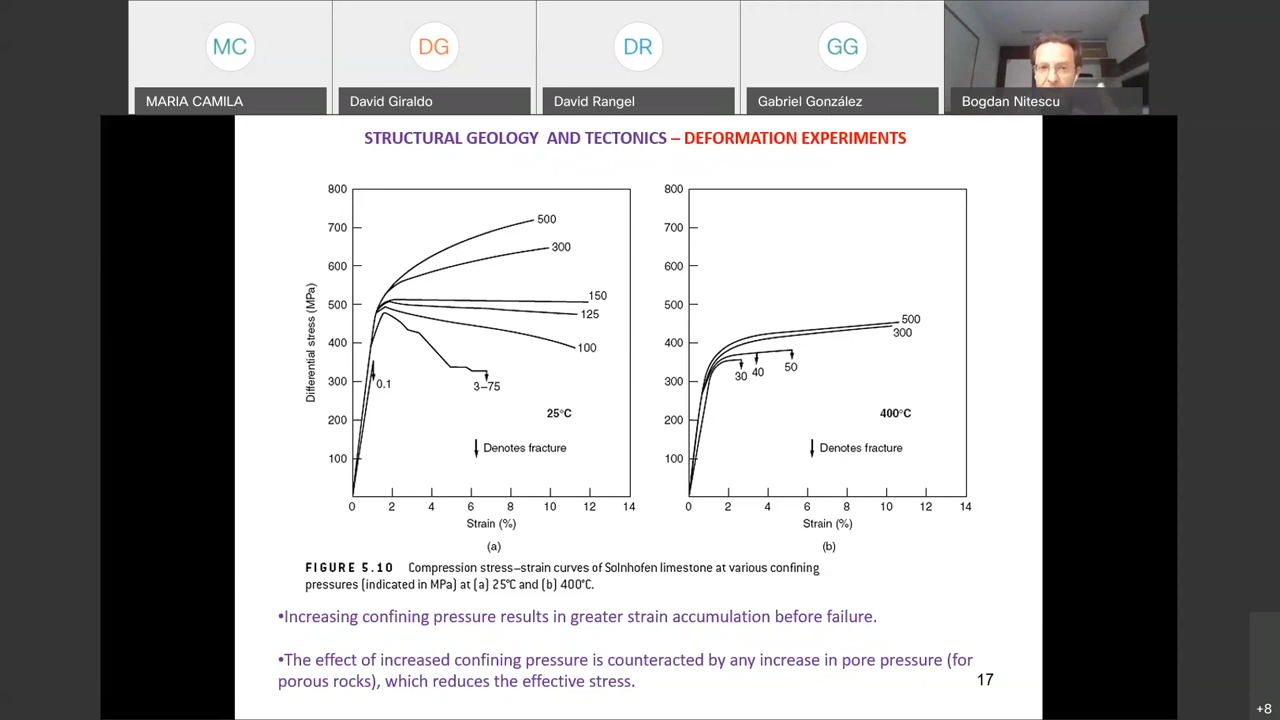 MC
DG
DR
GG
MARIA CAMILA
David Giraldo
David Rangel
Gabriel González
Bogdan Nitescu
STRUCTURAL GEOLOGY AND TECTONICS – DEFORMATION EXPERIMENTS
800
700
600
500
400
300
200
100
Differential stress (MPa)
500
300
150
125
100
0.1
3–75
25°C
Denotes fracture
0 2 4 6 8 10 12 14
Strain (%)
(a)
800
700
600
500
400
300
200
100
500
300
30
40
50
400°C
Denotes fracture
0 2 4 6 8 10 12 14
Strain (%)
(b)
FIGURE 5.10 Compression stress–strain curves of Solnhofen limestone at various confining
pressures (indicated in MPa) at (a) 25°C and (b) 400°C.
•Increasing confining pressure results in greater strain accumulation before failure.
•The effect of increased confining pressure is counteracted by any increase in pore pressure (for
porous rocks), which reduces the effective stress.
17
+8